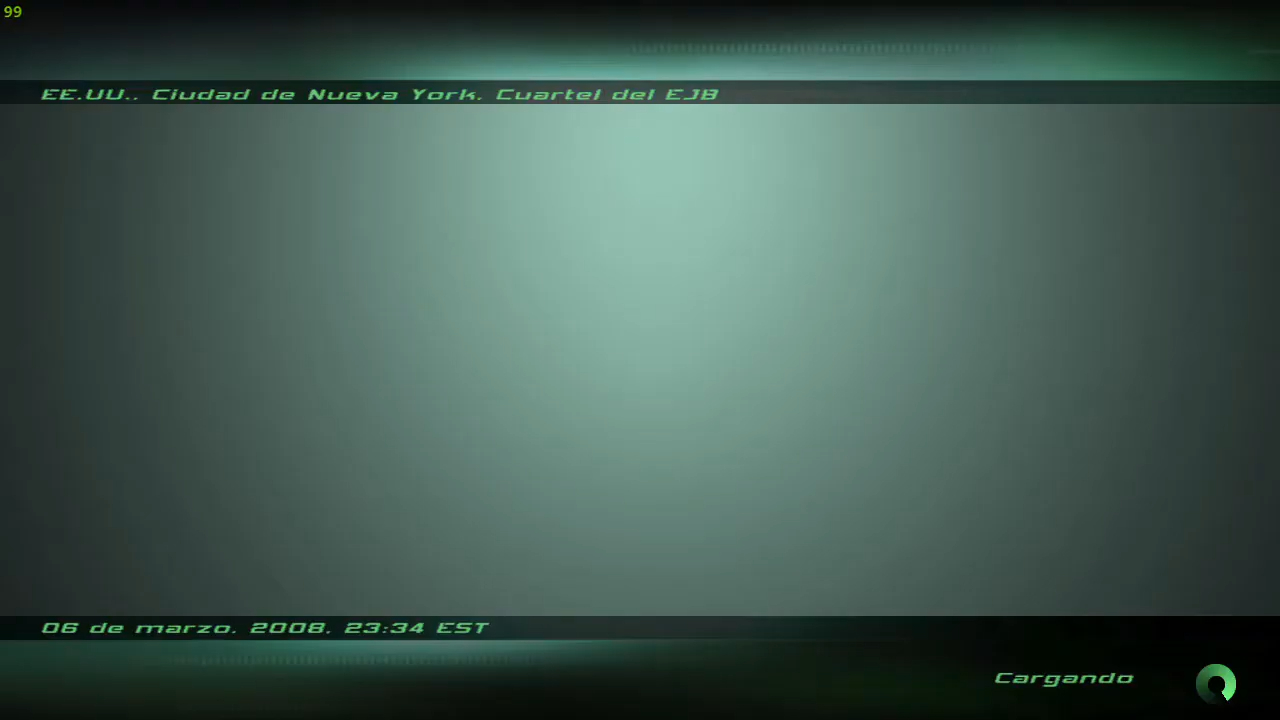 99
EE.UU., Ciudad de Nueva York, Cuartel del EJB
06 de marzo, 2008, 23:34 EST
Cargando